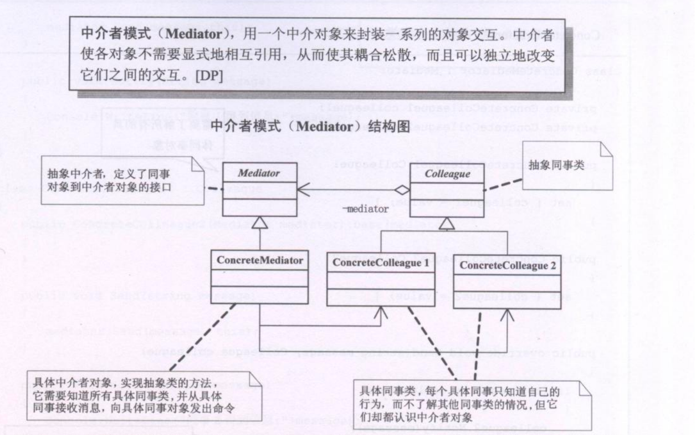 中介者模式（Mediator），用一个中介对象来封装一系列的对象交互。中介者
使各对象不需要显式地相互引用，从而使其耦合松散，而且可以独立地改变
它们之间的交互。[DP]
中介者模式（Mediator）结构图
抽象中介者，定义了同事
对象到中介者对象的接口
Mediator
Colleague
抽象同事类
-mediator
ConcreteMediator
ConcreteColleague 1
ConcreteColleague 2
具体中介者对象，实现抽象类的方法，
它需要知道所有具体同事类，并从具体
同事接收消息，向具体同事对象发出命令
具体同事类，每个具体同事只知道自己的
行为，而不了解其他同事类的情况，但它
们却都认识中介者对象